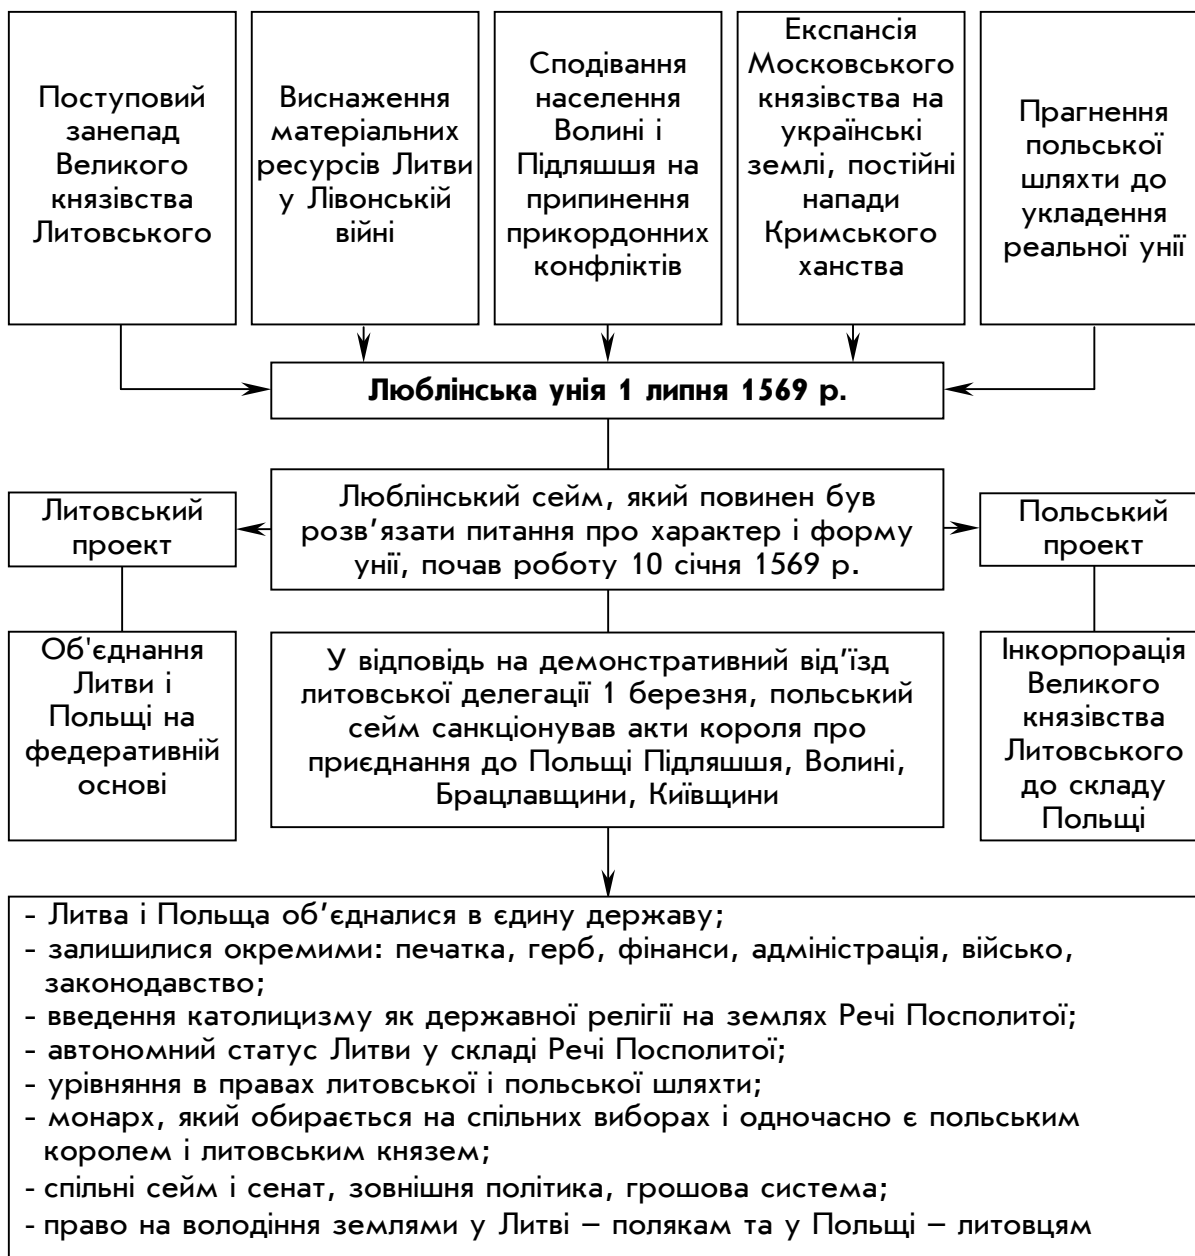 Поступовий
занепад
Великого
князівства
Литовського
Виснаження
матеріальних
ресурсів Литви
у Лівонській
війні
Сподівання
населення
Волині і
Підляшшя на
припинення
прикордонних
конфліктів
Експансія
Московського
князівства на
українські
землі, постійні
напади
Кримського
ханства
Прагнення
польської
шляхти до
укладення
реальної унії
Люблінська унія 1 липня 1569 р.
Литовський
проект
Люблінський сейм, який повинен був
розв’язати питання про характер і форму
унії, почав роботу 10 січня 1569 р.
Польський
проект
Об'єднання
Литви і
Польщі на
федеративній
основі
У відповідь на демонстративний від’їзд
литовської делегації 1 березня, польський
сейм санкціонував акти короля про
приєднання до Польщі Підляшшя, Волині,
Брацлавщини, Київщини
Інкорпорація
Великого
князівства
Литовського
до складу
Польщі
- Литва і Польща об’єдналися в єдину державу;
- залишилися окремими: печатка, герб, фінанси, адміністрація, військо,
законодавство;
- введення католицизму як державної релігії на землях Речі Посполитої;
- автономний статус Литви у складі Речі Посполитої;
- урівняння в правах литовської і польської шляхти;
- монарх, який обирається на спільних виборах і одночасно є польським
королем і литовським князем;
- спільні сейм і сенат, зовнішня політика, грошова система;
- право на володіння землями у Литві – полякам та у Польщі – литовцям